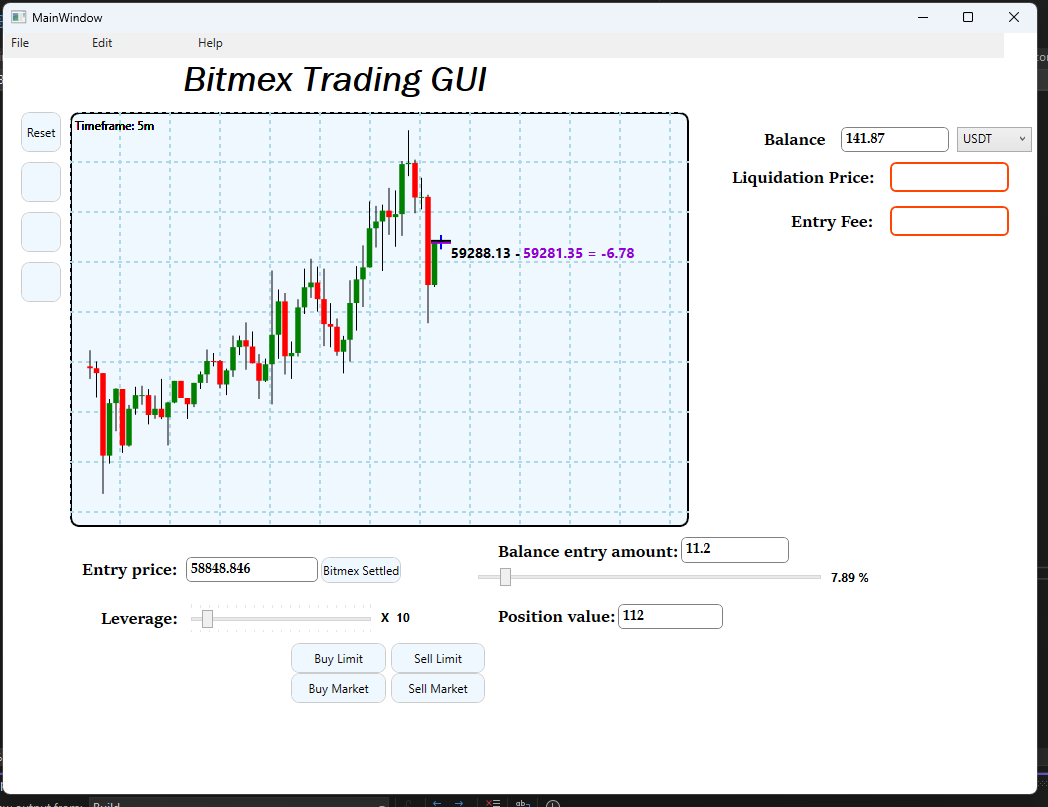 MainWindow
File Edit Help
Bitmex Trading GUI
Reset
Timeframe: 5m
59288.13 - 59281.35 = -6.78
Balance 141.87 USDT
Liquidation Price:
Entry Fee:
Entry price: 58848.846 Bitmex Settled
Balance entry amount: 11.2
7.89 %
Leverage: X 10
Position value: 112
Buy Limit Sell Limit
Buy Market Sell Market
Build